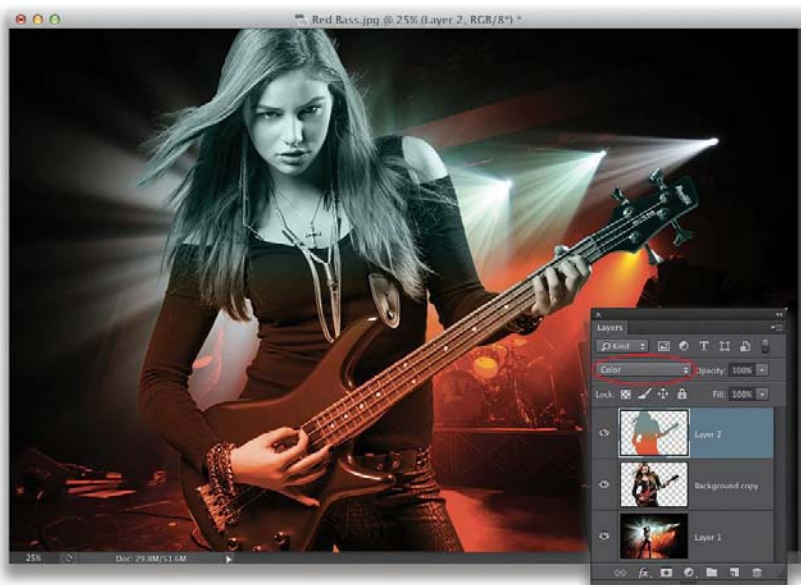 Red Bass.jpg @ 25% (Layer 2, RGB/8*) *
Layers
Kind
Color
Opacity: 100%
Lock:
Fill: 100%
Layer 2
Background copy
Layer 1
fx
25%
Doc: 29.8M/51.6M